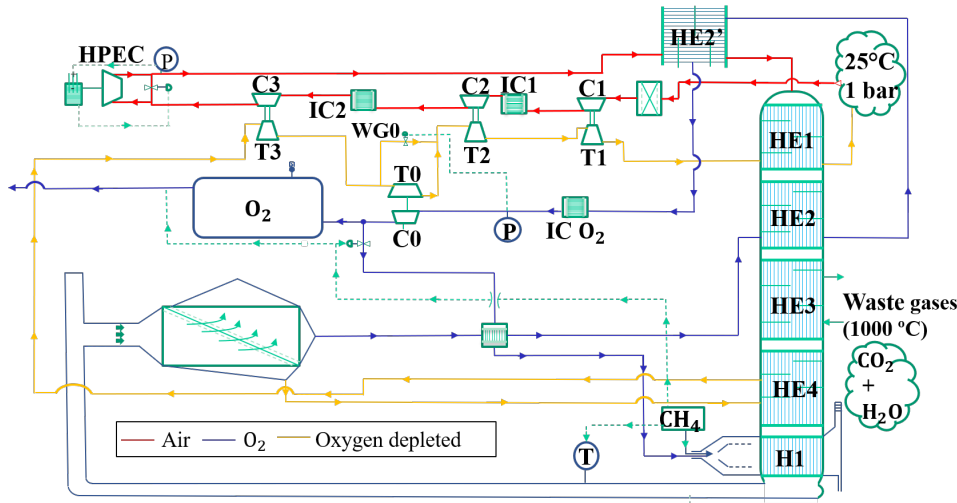 HE2'
HPEC
P
25°C
1 bar
C3
C2
IC1
C1
IC2
WG0
HE1
T3
T2
T1
T0
O₂
HE2
C0
P
IC O₂
HE3
Waste gases
(1000 ºC)
CO₂
+
H₂O
HE4
CH₄
Air
O₂
Oxygen depleted
T
H1